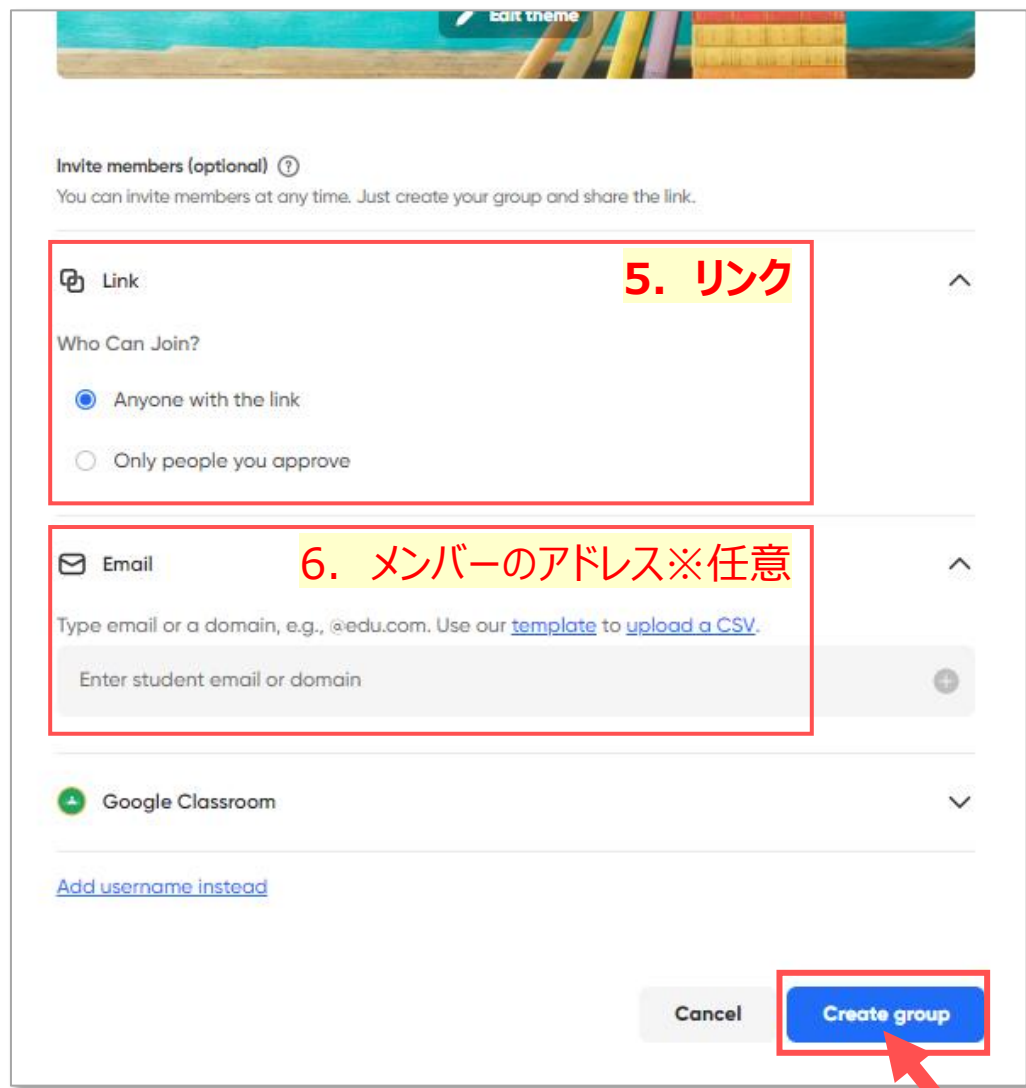 Edit theme
Invite members (optional) ?
You can invite members at any time. Just create your group and share the link.
Link
5. リンク
Who Can Join?
Anyone with the link
Only people you approve
Email
6. メンバーのアドレス※任意
Type email or a domain, e.g., @edu.com. Use our template to upload a CSV.
Enter student email or domain
Google Classroom
Add username instead
Cancel
Create group